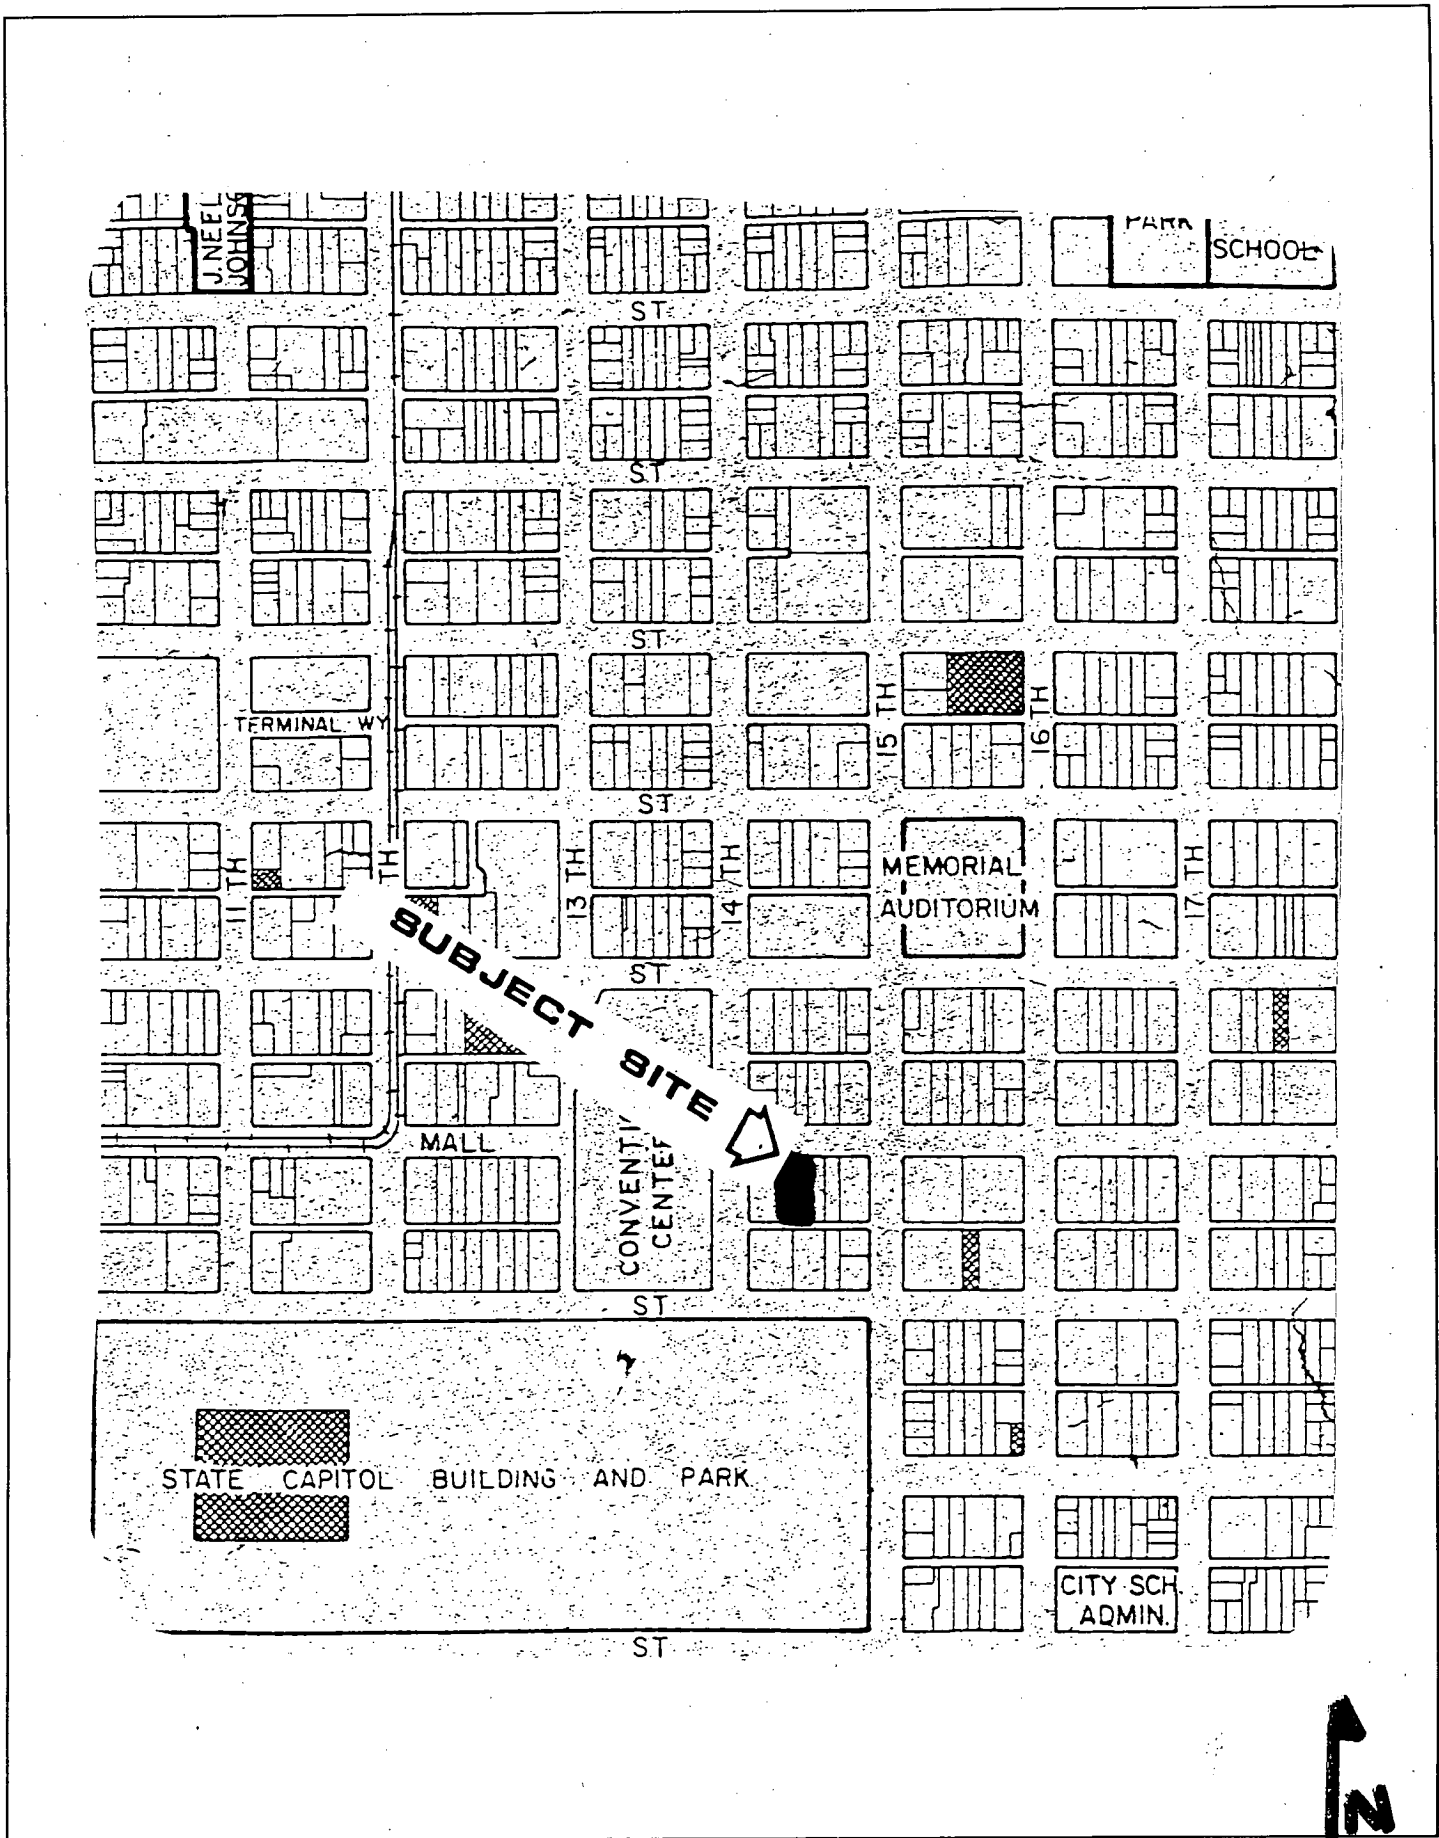 J.NEEL
JOHNSO
PARK
SCHOOL
ST
ST
ST
TERMINAL WY
15 TH
16 TH
ST
11 TH
TH
13 TH
14 TH
MEMORIAL
AUDITORIUM
17 TH
ST
SUBJECT SITE
MALL
CONVENTI
CENTER
ST
STATE CAPITOL BUILDING AND PARK
CITY SCH.
ADMIN.
ST
N